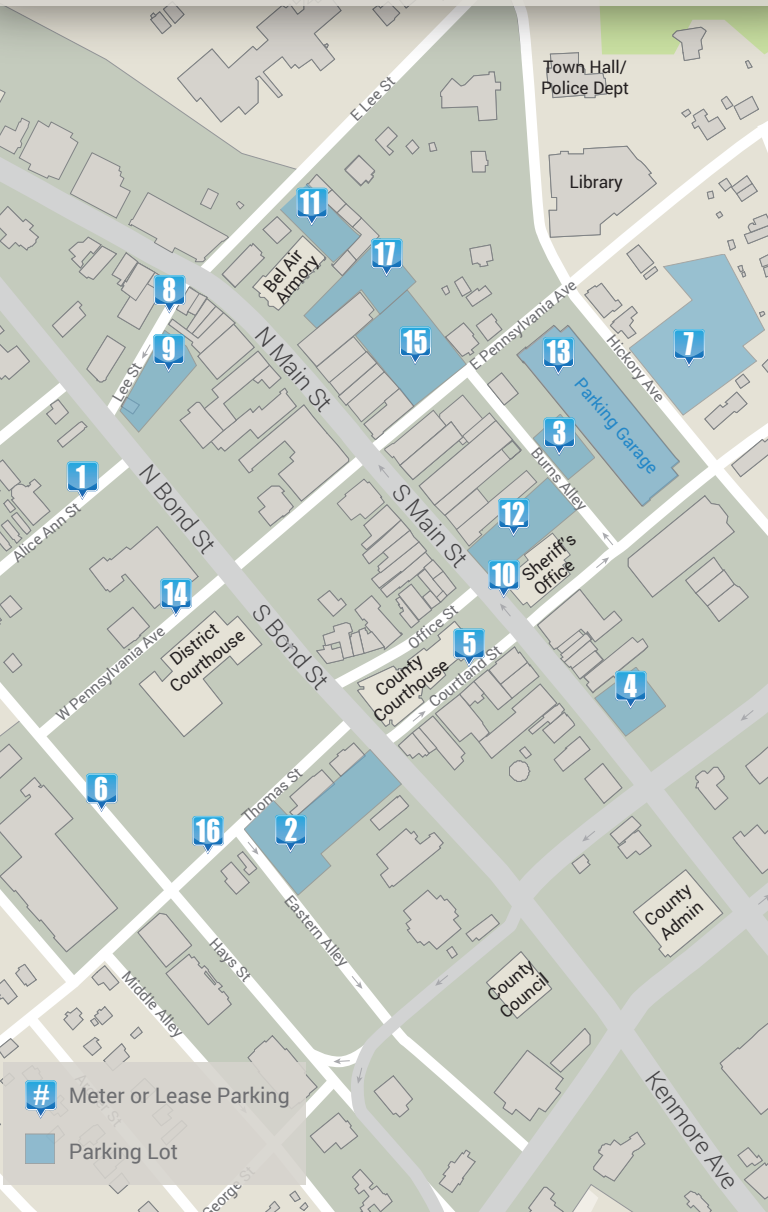 E Lee St
Town Hall/
Police Dept
Library
11
Bel Air
Armory
17
8
E Pennsylvania Ave
7
N Main St
15
13
Hickory Ave
9
Lee St
Parking Garage
3
1
Burns Alley
N Bond St
S Main St
12
Alice Ann St
Sheriff's
Office
10
14
Office St
S Bond St
District
Courthouse
5
County
Courthouse
Courtland St
W Pennsylvania Ave
4
6
Thomas St
16
2
County
Admin
Eastern Alley
Hays St
County
Council
Middle Alley
# Meter or Lease Parking
Parking Lot
Kenmore Ave
George St